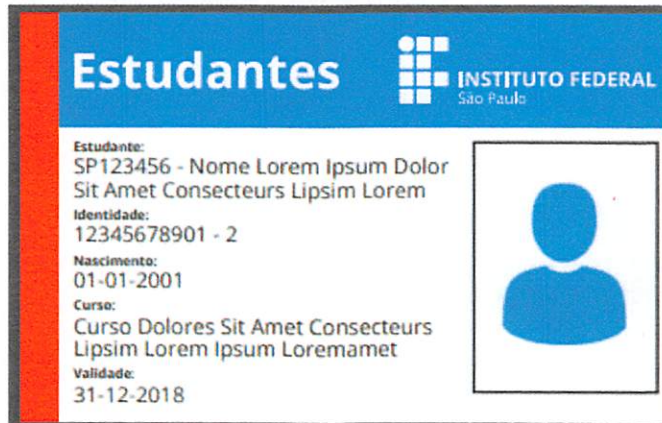 Estudantes
INSTITUTO FEDERAL
São Paulo
Estudante:
SP123456 - Nome Lorem Ipsum Dolor
Sit Amet Consecteurs Lipsim Lorem
Identidade:
12345678901 - 2
Nascimento:
01-01-2001
Curso:
Curso Dolores Sit Amet Consecteurs
Lipsim Lorem Ipsum Loremamet
Validade:
31-12-2018